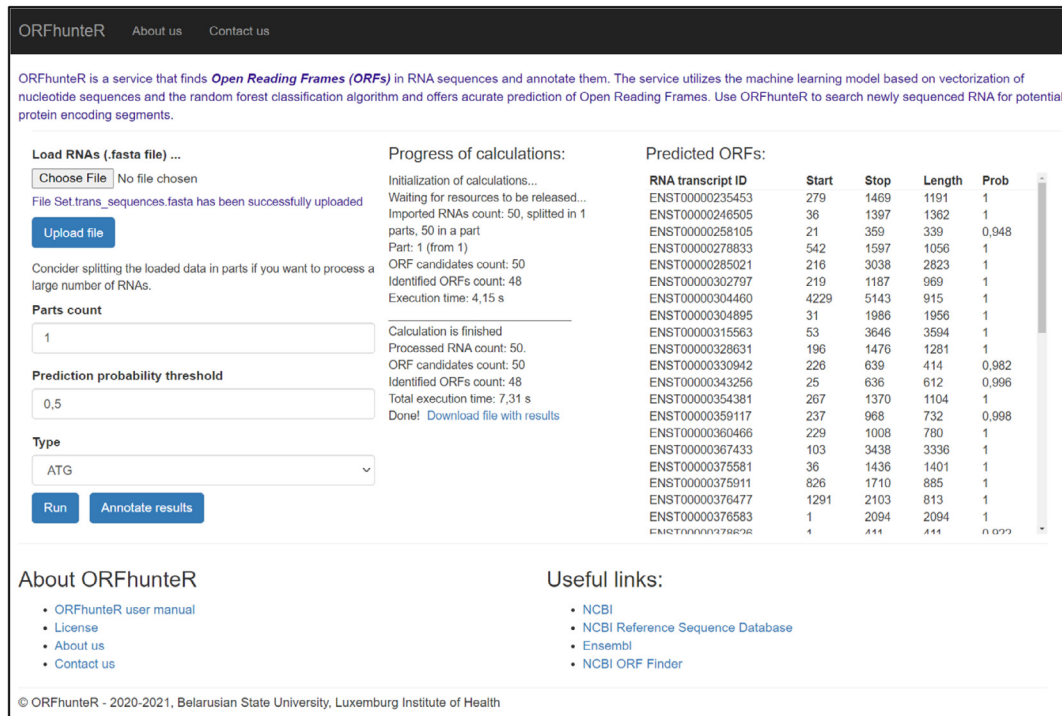 ORFhunteR About us Contact us
ORFhunteR is a service that finds Open Reading Frames (ORFs) in RNA sequences and annotate them. The service utilizes the machine learning model based on vectorization of
nucleotide sequences and the random forest classification algorithm and offers acurate prediction of Open Reading Frames. Use ORFhunteR to search newly sequenced RNA for potential
protein encoding segments.
Load RNAs (.fasta file) ...
Choose File No file chosen
File Set.trans_sequences.fasta has been successfully uploaded
Upload file
Concider splitting the loaded data in parts if you want to process a
large number of RNAs.
Parts count
1
Prediction probability threshold
0,5
Type
ATG
Run Annotate results
Progress of calculations:
Initialization of calculations...
Waiting for resources to be released...
Imported RNAs count: 50, splitted in 1
parts, 50 in a part
Part: 1 (from 1)
ORF candidates count: 50
Identified ORFs count: 48
Execution time: 4,15 s
Calculation is finished
Processed RNA count: 50.
ORF candidates count: 50
Identified ORFs count: 48
Total execution time: 7,31 s
Done! Download file with results
Predicted ORFs:
RNA transcript ID Start Stop Length Prob
ENST00000235453 279 1469 1191 1
ENST00000246505 36 1397 1362 1
ENST00000258105 21 359 339 0,948
ENST00000278833 542 1597 1056 1
ENST00000285021 216 3038 2823 1
ENST00000302797 219 1187 969 1
ENST00000304460 4229 5143 915 1
ENST00000304895 31 1986 1956 1
ENST00000315563 53 3646 3594 1
ENST00000328631 196 1476 1281 1
ENST00000330942 226 639 414 0,982
ENST00000343256 25 636 612 0,996
ENST00000354381 267 1370 1104 1
ENST00000359117 237 968 732 0,998
ENST00000360466 229 1008 780 1
ENST00000367433 103 3438 3336 1
ENST00000375581 36 1436 1401 1
ENST00000375911 826 1710 885 1
ENST00000376477 1291 2103 813 1
ENST00000376583 1 2094 2094 1
ENST00000378626 1 411 411 0,922
About ORFhunteR
• ORFhunteR user manual
• License
• About us
• Contact us
Useful links:
• NCBI
• NCBI Reference Sequence Database
• Ensembl
• NCBI ORF Finder
© ORFhunteR - 2020-2021, Belarusian State University, Luxemburg Institute of Health